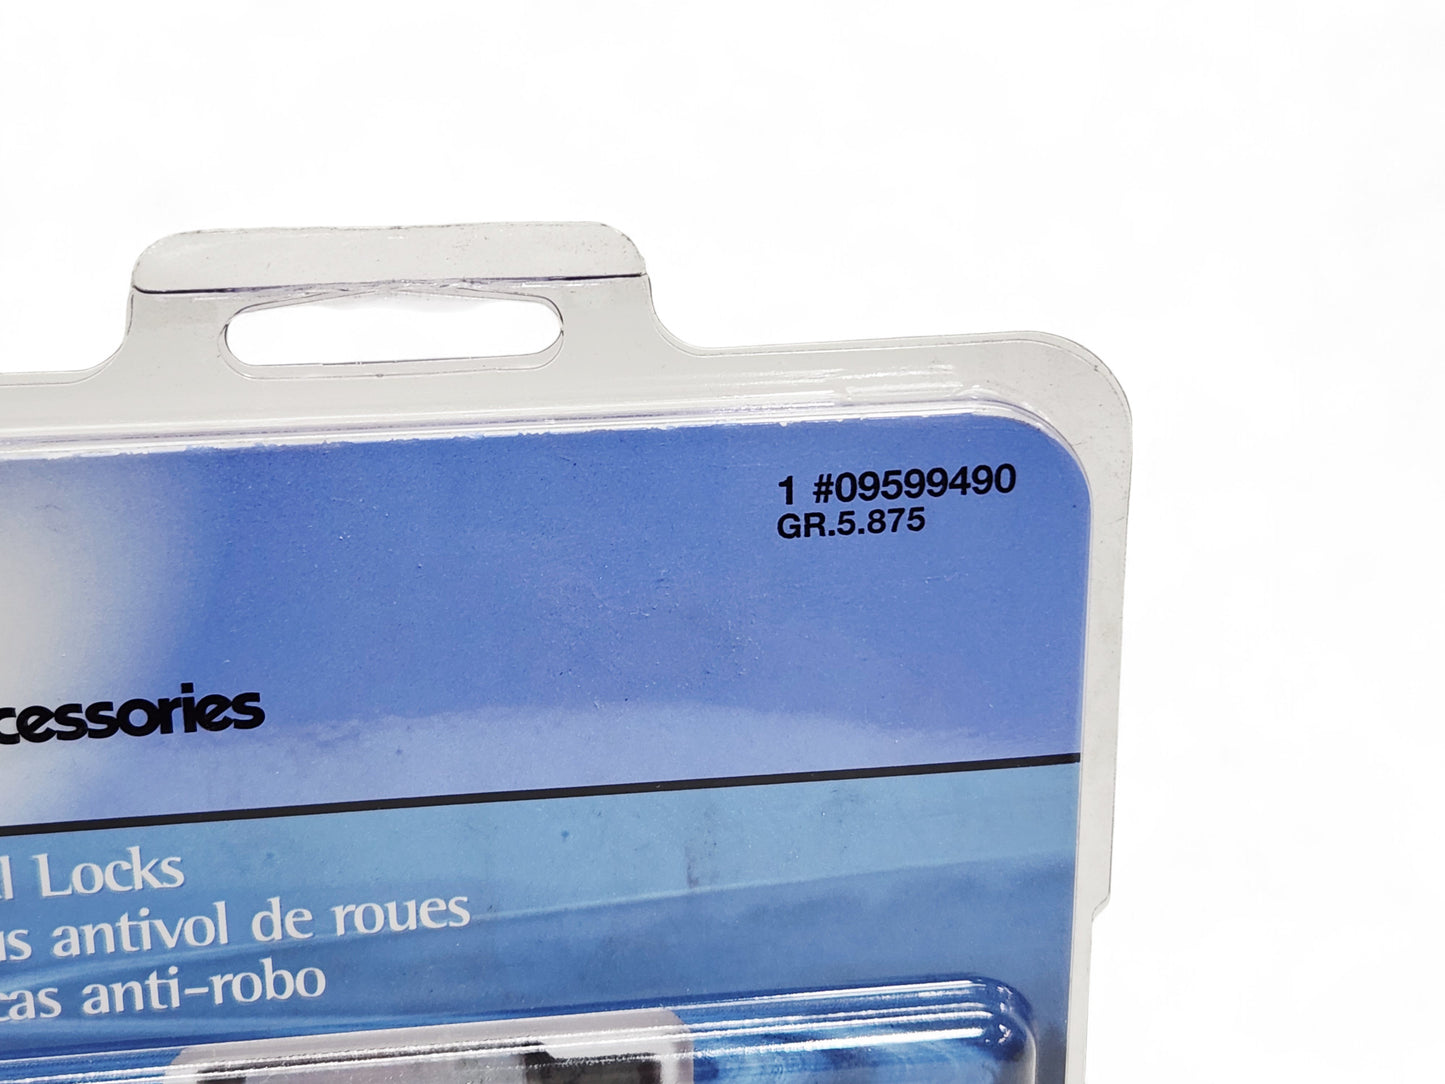 1 #09599490
GR.5.875
cessories
l Locks
us antivol de roues
cas anti-robo